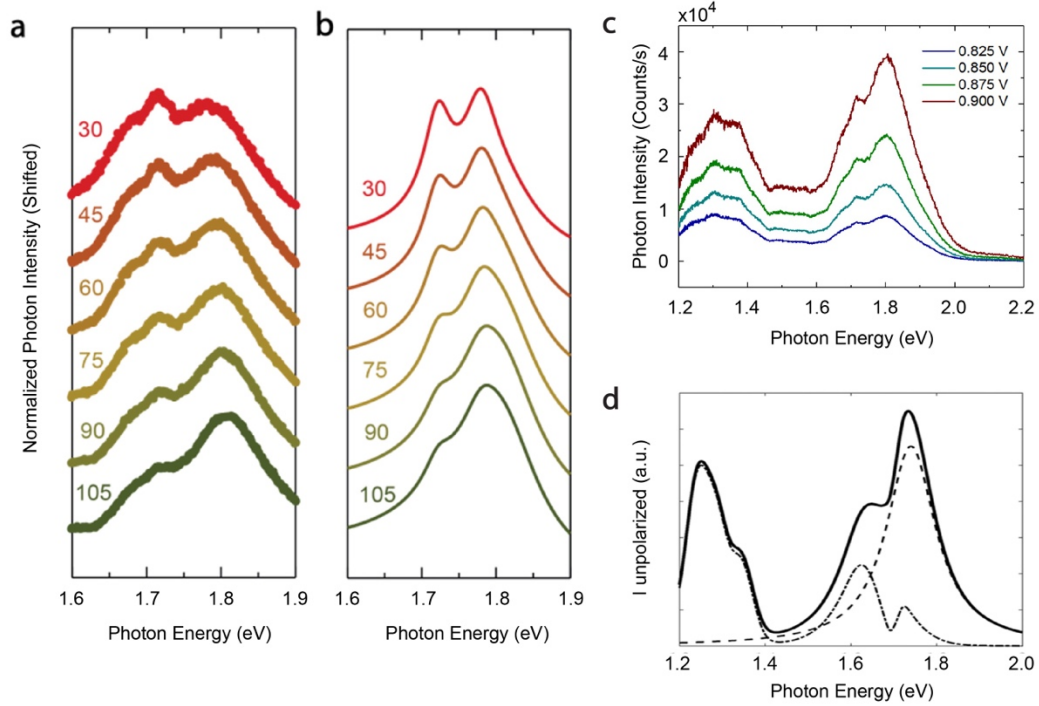 a
Normalized Photon Intensity (Shifted)
30
45
60
75
90
105
1.6 1.7 1.8 1.9
Photon Energy (eV)
b
30
45
60
75
90
105
1.6 1.7 1.8 1.9
Photon Energy (eV)
c
x10⁴
Photon Intensity (Counts/s)
4
3
2
1
0
0.825 V
0.850 V
0.875 V
0.900 V
1.2 1.4 1.6 1.8 2.0 2.2
Photon Energy (eV)
d
I unpolarized (a.u.)
1.2 1.4 1.6 1.8 2.0
Photon Energy (eV)